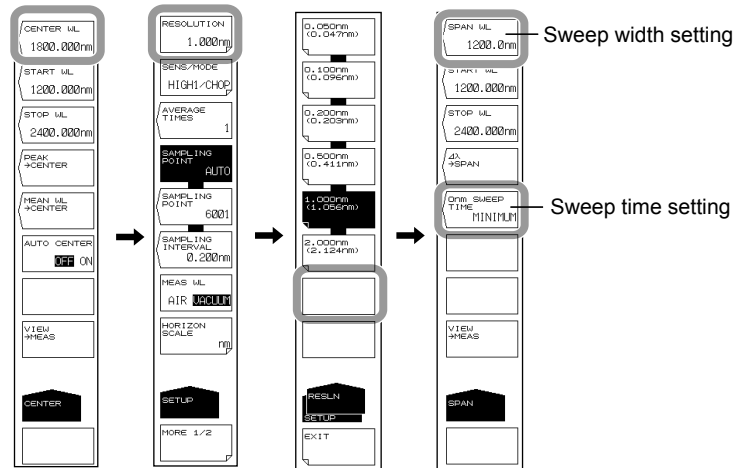 CENTER WL
1800.000nm
START WL
1200.000nm
STOP WL
2400.000nm
PEAK
→CENTER
MEAN WL
→CENTER
AUTO CENTER
OFF ON
VIEW
→MEAS
CENTER
RESOLUTION
1.000nm
SENS/MODE
HIGH1/CHOP
AVERAGE
TIMES
1
SAMPLING
POINT
AUTO
SAMPLING
POINT
6001
SAMPLING
INTERVAL
0.200nm
MEAS WL
AIR VACUUM
HORIZON
SCALE
nm
SETUP
MORE 1/2
0.050nm
(0.047nm)
0.100nm
(0.096nm)
0.200nm
(0.203nm)
0.500nm
(0.411nm)
1.000nm
(1.056nm)
2.000nm
(2.124nm)
RESLN
SETUP
EXIT
SPAN WL
1200.0nm
START WL
1200.000nm
STOP WL
2400.000nm
Δλ
→SPAN
0nm SWEEP
TIME
MINIMUM
VIEW
→MEAS
SPAN
Sweep width setting
Sweep time setting